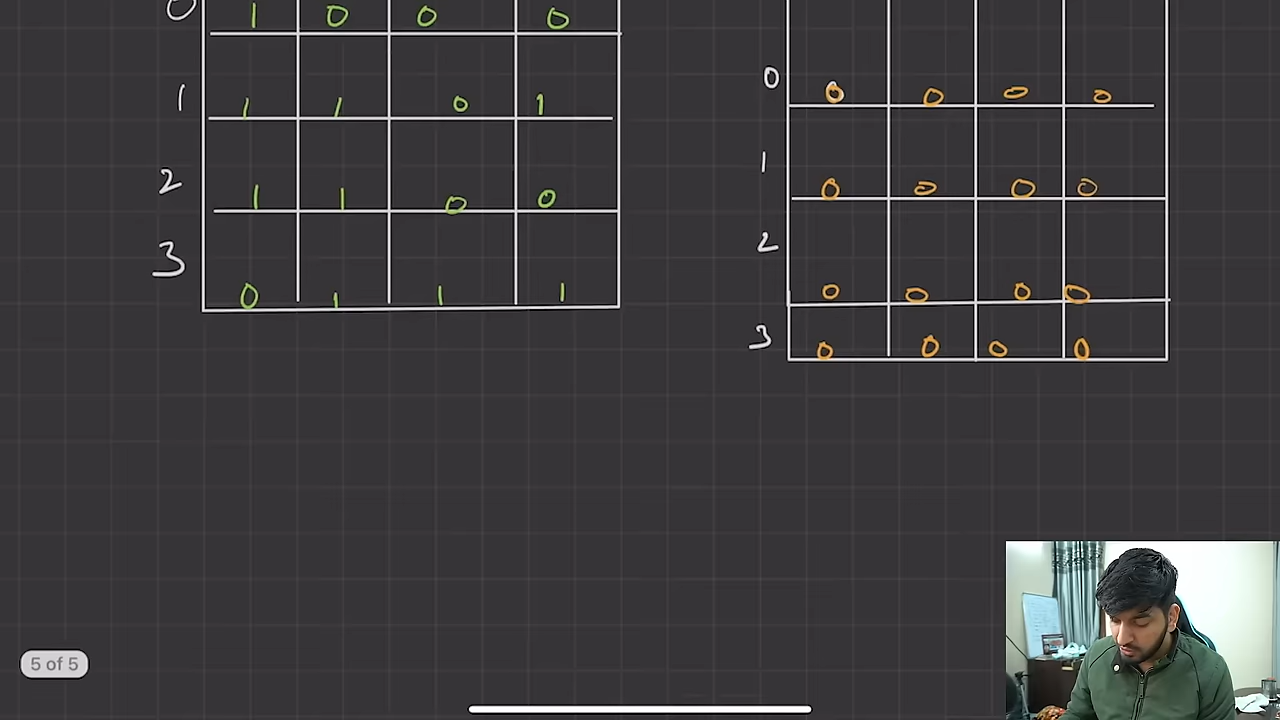 0 1 0 0 0
1 1 1 0 1
2 1 1 0 0
3 0 1 1 1
0 0 0 0 0
1 0 0 0 0
2 0 0 0 0
3 0 0 0 0
5 of 5